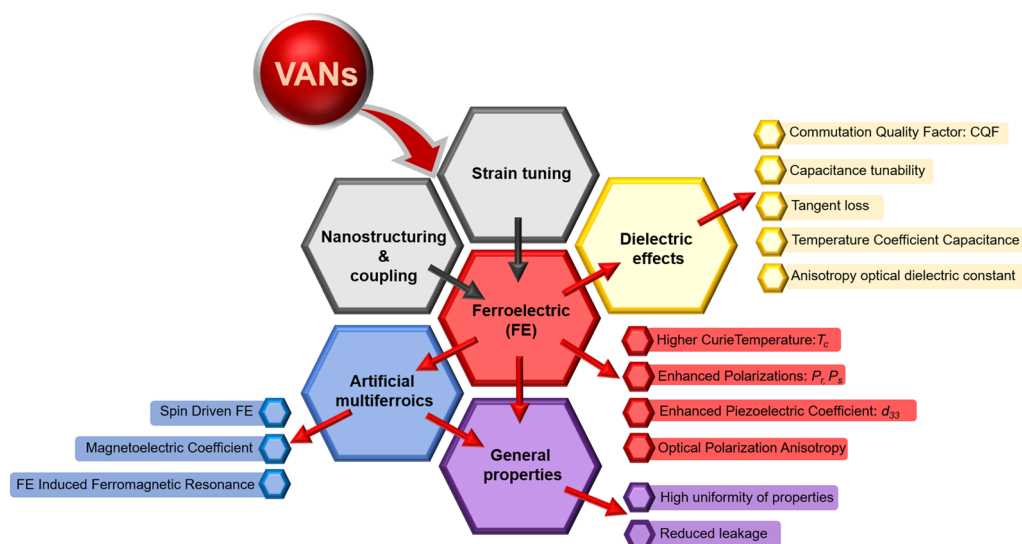 VANs
Strain tuning
Nanostructuring
&
coupling
Dielectric
effects
Ferroelectric
(FE)
Artificial
multiferroics
General
properties
Commutation Quality Factor: CQF
Capacitance tunability
Tangent loss
Temperature Coefficient Capacitance
Anisotropy optical dielectric constant
Higher CurieTemperature:Tc
Enhanced Polarizations: Pr, Ps
Enhanced Piezoelectric Coefficient: d33
Optical Polarization Anisotropy
Spin Driven FE
Magnetoelectric Coefficient
FE Induced Ferromagnetic Resonance
High uniformity of properties
Reduced leakage